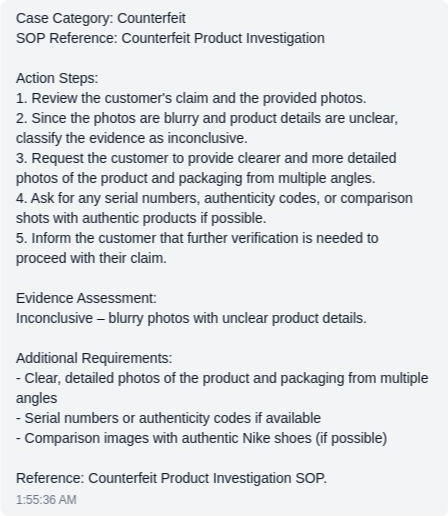 Case Category: Counterfeit
SOP Reference: Counterfeit Product Investigation
Action Steps:
1. Review the customer's claim and the provided photos.
2. Since the photos are blurry and product details are unclear,
classify the evidence as inconclusive.
3. Request the customer to provide clearer and more detailed
photos of the product and packaging from multiple angles.
4. Ask for any serial numbers, authenticity codes, or comparison
shots with authentic products if possible.
5. Inform the customer that further verification is needed to
proceed with their claim.
Evidence Assessment:
Inconclusive – blurry photos with unclear product details.
Additional Requirements:
- Clear, detailed photos of the product and packaging from multiple
angles
- Serial numbers or authenticity codes if available
- Comparison images with authentic Nike shoes (if possible)
Reference: Counterfeit Product Investigation SOP.
1:55:36 AM